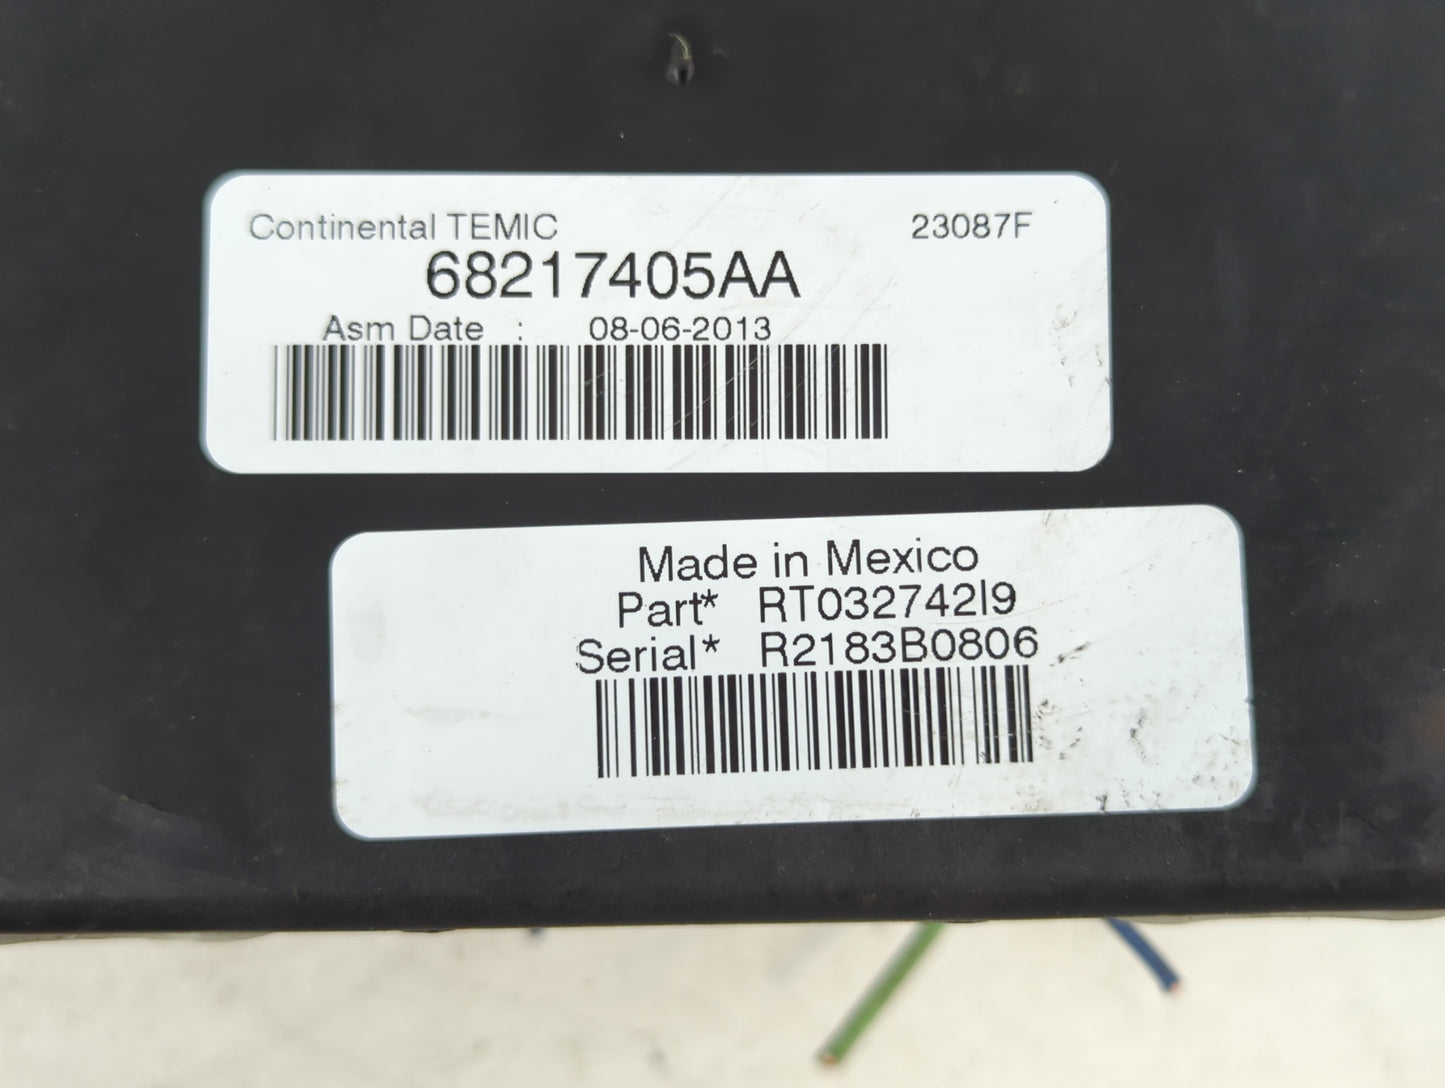 Continental TEMIC 23087F
68217405AA
Asm Date : 08-06-2013
Made in Mexico
Part* RT032742I9
Serial* R2183B0806